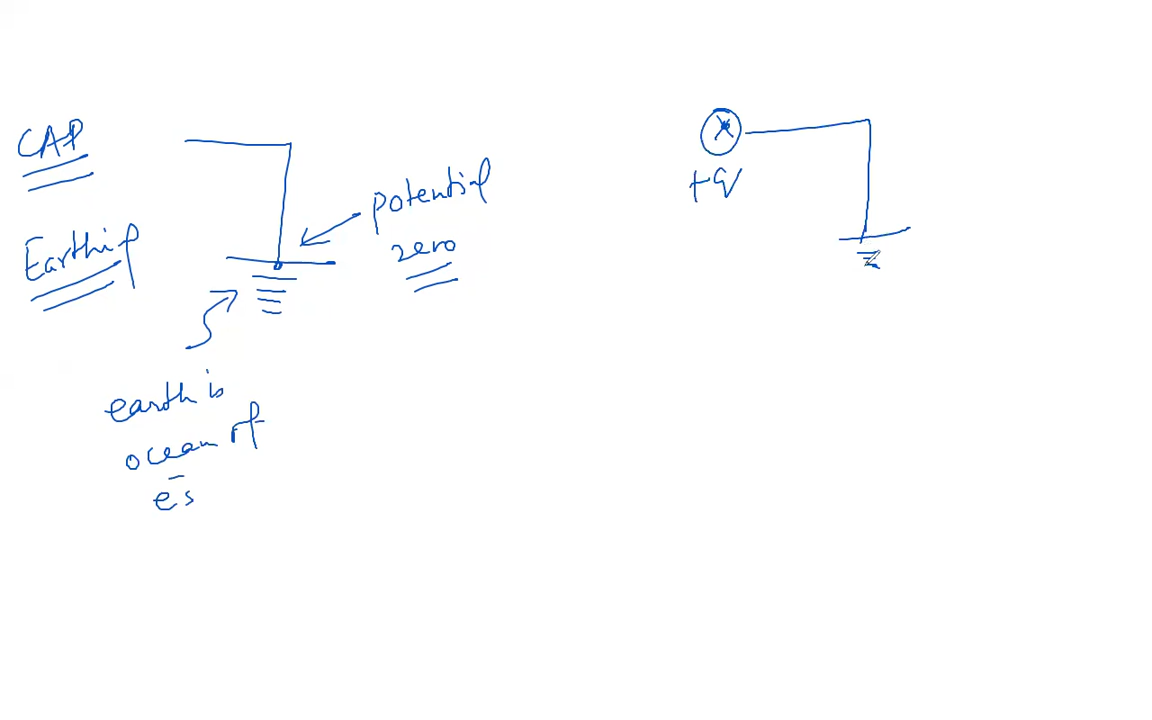 CAP
Earthing
potential
zero
earth is
ocean of
e⁻s
+q